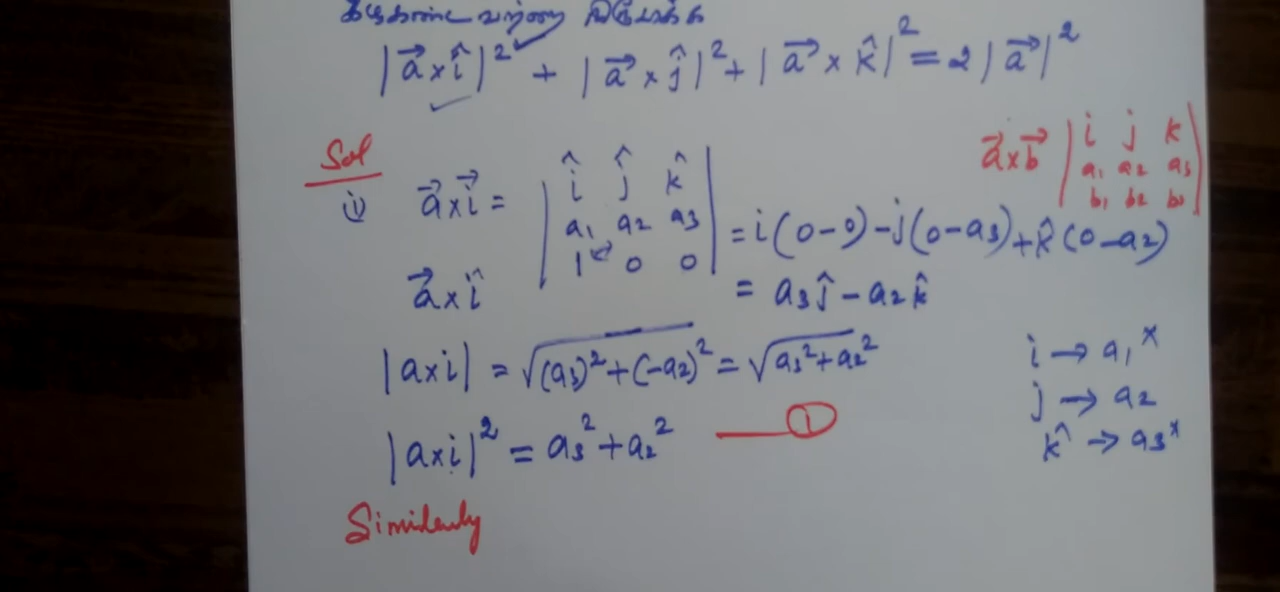 கீழ்கண்ட வற்றை நிரூபிக்க
|a⃗×î|² + |a⃗×ĵ|² + |a⃗×k̂|² = 2|a⃗|²
Sol
a⃗×b⃗ | i j k |
| a₁ a₂ a₃ |
| b₁ b₂ b₃ |
i) a⃗×i⃗ = | î ĵ k̂ |
| a₁ a₂ a₃ | = i(0-0)-j(0-a₃)+k̂(0-a₂)
| 1 0 0 |
a⃗×î = a₃ĵ - a₂k̂
|a×i| = √(a₃)²+(-a₂)² = √a₃²+a₂²
|a×i|² = a₃²+a₂² — ①
i → a₁ ×
j → a₂
k̂ → a₃ ×
Similarly